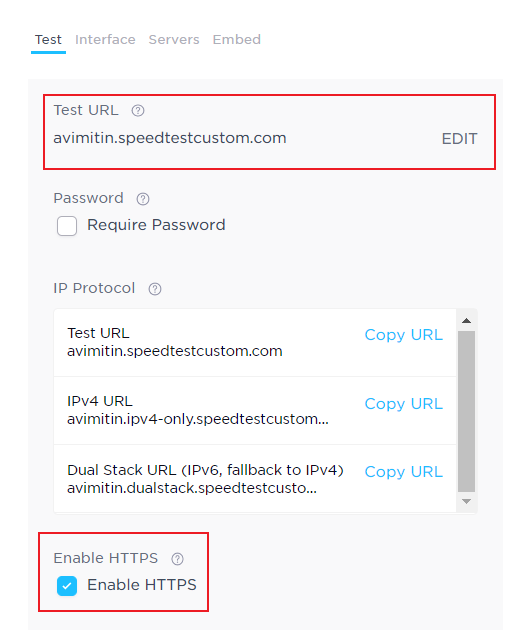 Test Interface Servers Embed
Test URL
avimitin.speedtestcustom.com EDIT
Password
Require Password
IP Protocol
Test URL Copy URL
avimitin.speedtestcustom.com
IPv4 URL Copy URL
avimitin.ipv4-only.speedtestcustom...
Dual Stack URL (IPv6, fallback to IPv4) Copy URL
avimitin.dualstack.speedtestcusto...
Enable HTTPS
Enable HTTPS